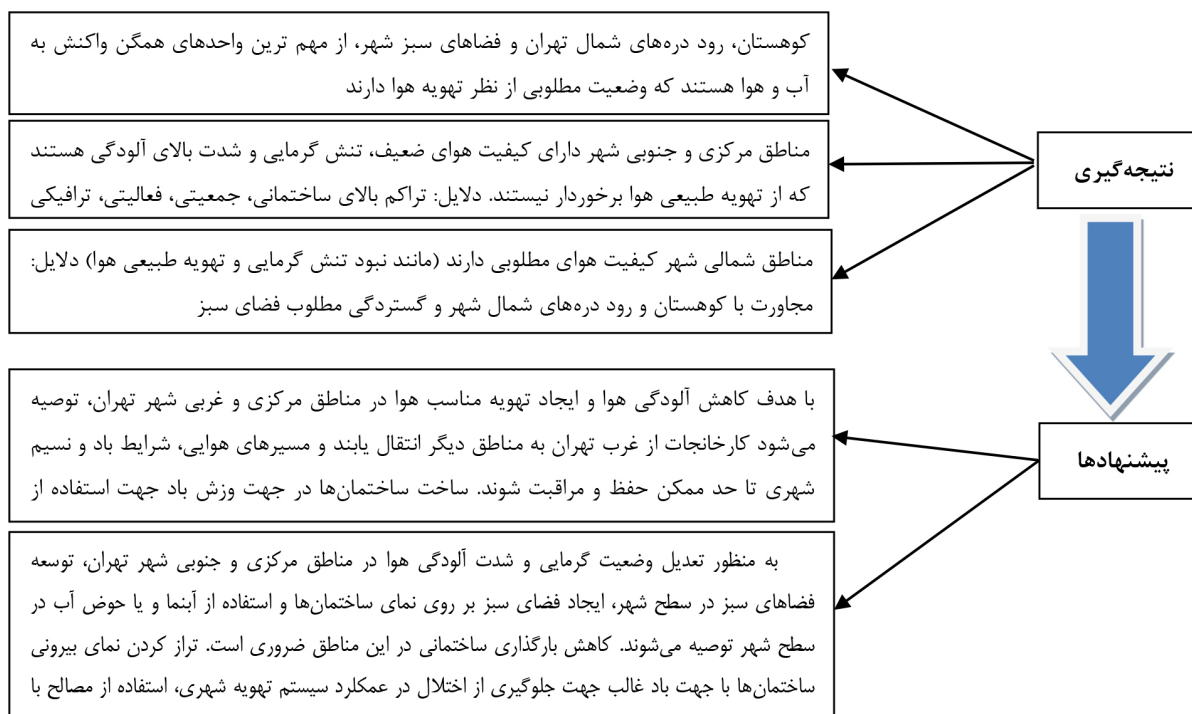 کوهستان، رود دره‌های شمال تهران و فضاهای سبز شهر، از مهم ترین واحدهای همگن واکنش به
آب و هوا هستند که وضعیت مطلوبی از نظر تهویه هوا دارند
نتیجه‌گیری
مناطق مرکزی و جنوبی شهر دارای کیفیت هوای ضعیف، تنش گرمایی و شدت بالای آلودگی هستند
که از تهویه طبیعی هوا برخوردار نیستند. دلایل: تراکم بالای ساختمانی، جمعیتی، فعالیتی، ترافیکی
مناطق شمالی شهر کیفیت هوای مطلوبی دارند (مانند نبود تنش گرمایی و تهویه طبیعی هوا) دلایل:
مجاورت با کوهستان و رود دره‌های شمال شهر و گستردگی مطلوب فضای سبز
پیشنهادها
با هدف کاهش آلودگی هوا و ایجاد تهویه مناسب هوا در مناطق مرکزی و غربی شهر تهران، توصیه
می‌شود کارخانجات از غرب تهران به مناطق دیگر انتقال یابند و مسیرهای هوایی، شرایط باد و نسیم
شهری تا حد ممکن حفظ و مراقبت شوند. ساخت ساختمان‌ها در جهت وزش باد جهت استفاده از
به منظور تعدیل وضعیت گرمایی و شدت آلودگی هوا در مناطق مرکزی و جنوبی شهر تهران، توسعه
فضاهای سبز در سطح شهر، ایجاد فضای سبز بر روی نمای ساختمان‌ها و استفاده از آبنما و یا حوض آب در
سطح شهر توصیه می‌شوند. کاهش بارگذاری ساختمانی در این مناطق ضروری است. تراز کردن نمای بیرونی
ساختمان‌ها با جهت باد غالب جهت جلوگیری از اختلال در عمکلرد سیستم تهویه شهری، استفاده از مصالح با